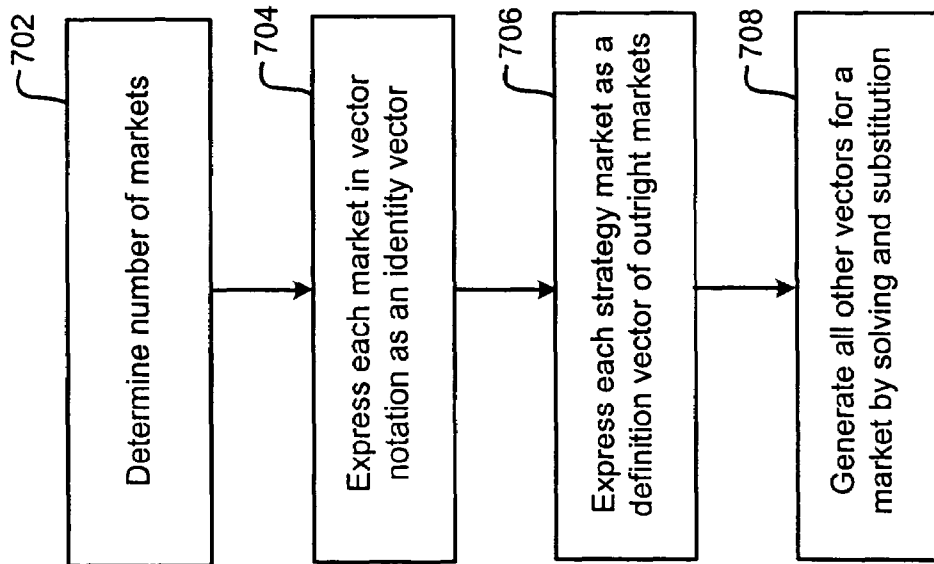 702
Determine number of markets
704
Express each market in vector
notation as an identity vector
706
Express each strategy market as a
definition vector of outright markets
708
Generate all other vectors for a
market by solving and substitution